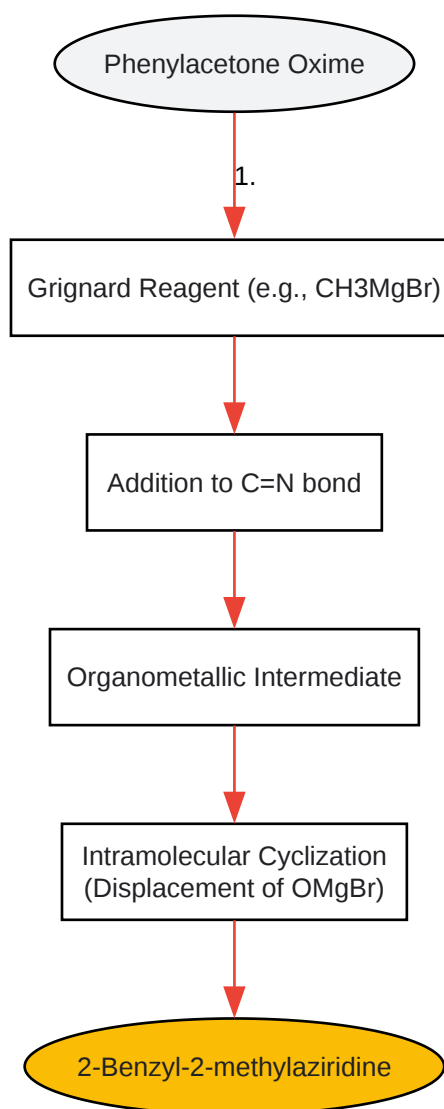 Phenylacetone Oxime
1.
Grignard Reagent (e.g., CH3MgBr)
Addition to C=N bond
Organometallic Intermediate
Intramolecular Cyclization
(Displacement of OMgBr)
2-Benzyl-2-methylaziridine